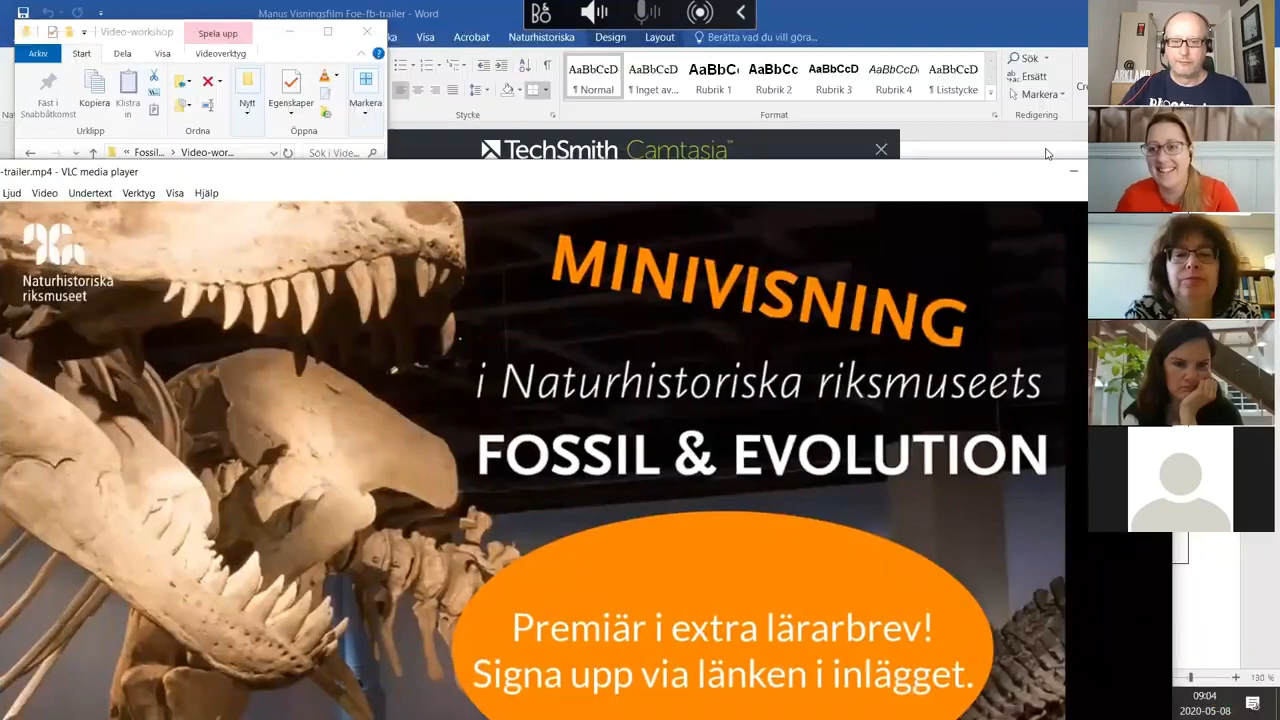 Manus Visningsfilm Foe-fb-trailer - Word
Video-workshop
Spela upp
Arkiv Start Dela Visa Videoverktyg
Visa Acrobat Naturhistoriska Design Layout Berätta vad du vill göra...
Fäst i Snabbåtkomst
Kopiera
Klistra in
Nytt
Egenskaper
Markera
Urklipp
Ordna
Öppna
AaBbCcD AaBbCcD AaBbC AaBbCc AaBbCcD AaBbCcD AaBbCcD
¶ Normal ¶ Inget av... Rubrik 1 Rubrik 2 Rubrik 3 Rubrik 4 ¶ Liststycke
Sök
Ersätt
Markera
Stycke Format Redigering
Fossil... Video-wor... Sök i Vide...
TechSmith Camtasia™
-trailer.mp4 - VLC media player
Ljud Video Undertext Verktyg Visa Hjälp
Naturhistoriska
riksmuseet
MINIVISNING
i Naturhistoriska riksmuseets
FOSSIL & EVOLUTION
Premiär i extra lärarbrev!
Signa upp via länken i inlägget.
@
ARKLAND
130 %
09:04
2020-05-08